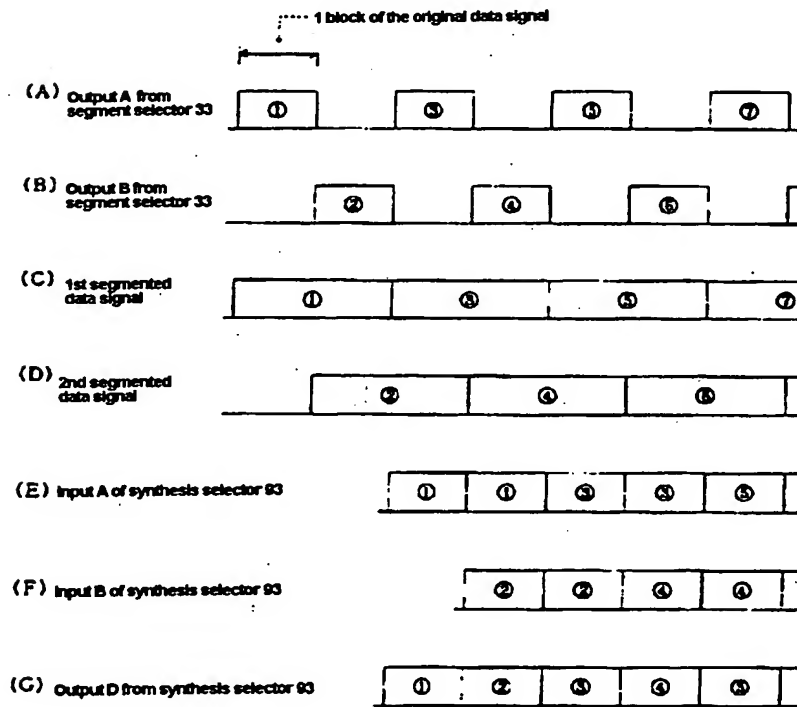 1 block of the original data signal
(A) Output A from
segment selector 33
① ③ ⑤ ⑦
(B) Output B from
segment selector 33
② ④ ⑥
(C) 1st segmented
data signal
① ③ ⑤ ⑦
(D) 2nd segmented
data signal
② ④ ⑥
(E) Input A of synthesis selector 93
① ① ③ ③ ⑤
(F) Input B of synthesis selector 93
② ② ④ ④
(G) Output D from synthesis selector 93
① ② ③ ④ ⑤